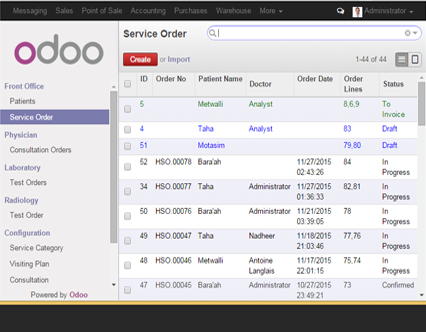 Messaging Sales Point of Sale Accounting Purchases Warehouse More Administrator
odoo
Service Order
Create or Import 1-44 of 44
Front Office
Patients
Service Order
Physician
Consultation Orders
Laboratory
Test Orders
Radiology
Test Order
Configuration
Service Category
Visiting Plan
Consultation
Powered by Odoo
ID Order No Patient Name Doctor Order Date Order Lines Status
5 Metwalli Analyst 8,6,9 To Invoice
4 Taha Analyst 83 Draft
51 Motasim 79,80 Draft
52 HSO.00078 Bara'ah 11/27/2015 02:43:26 84 In Progress
34 HSO.00077 Taha Administrator 11/27/2015 01:36:33 82,81 In Progress
50 HSO.00076 Bara'ah Administrator 11/21/2015 03:39:05 78 In Progress
49 HSO.00047 Taha Nadheer 11/18/2015 21:03:46 77,76 In Progress
48 HSO.00046 Metwalli Antoine Langlais 11/17/2015 22:01:15 75,74 In Progress
47 HSO.00045 Bara'ah Administrator 10/27/2015 23:49:21 73 Confirmed